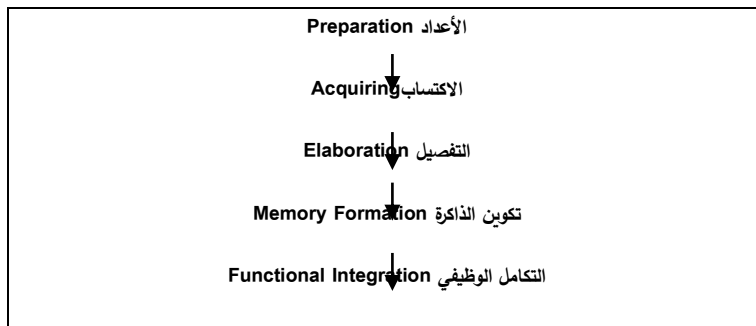 الأعداد Preparation
الاكتسابAcquiring
التفصيل Elaboration
تكوين الذاكرة Memory Formation
التكامل الوظيفي Functional Integration